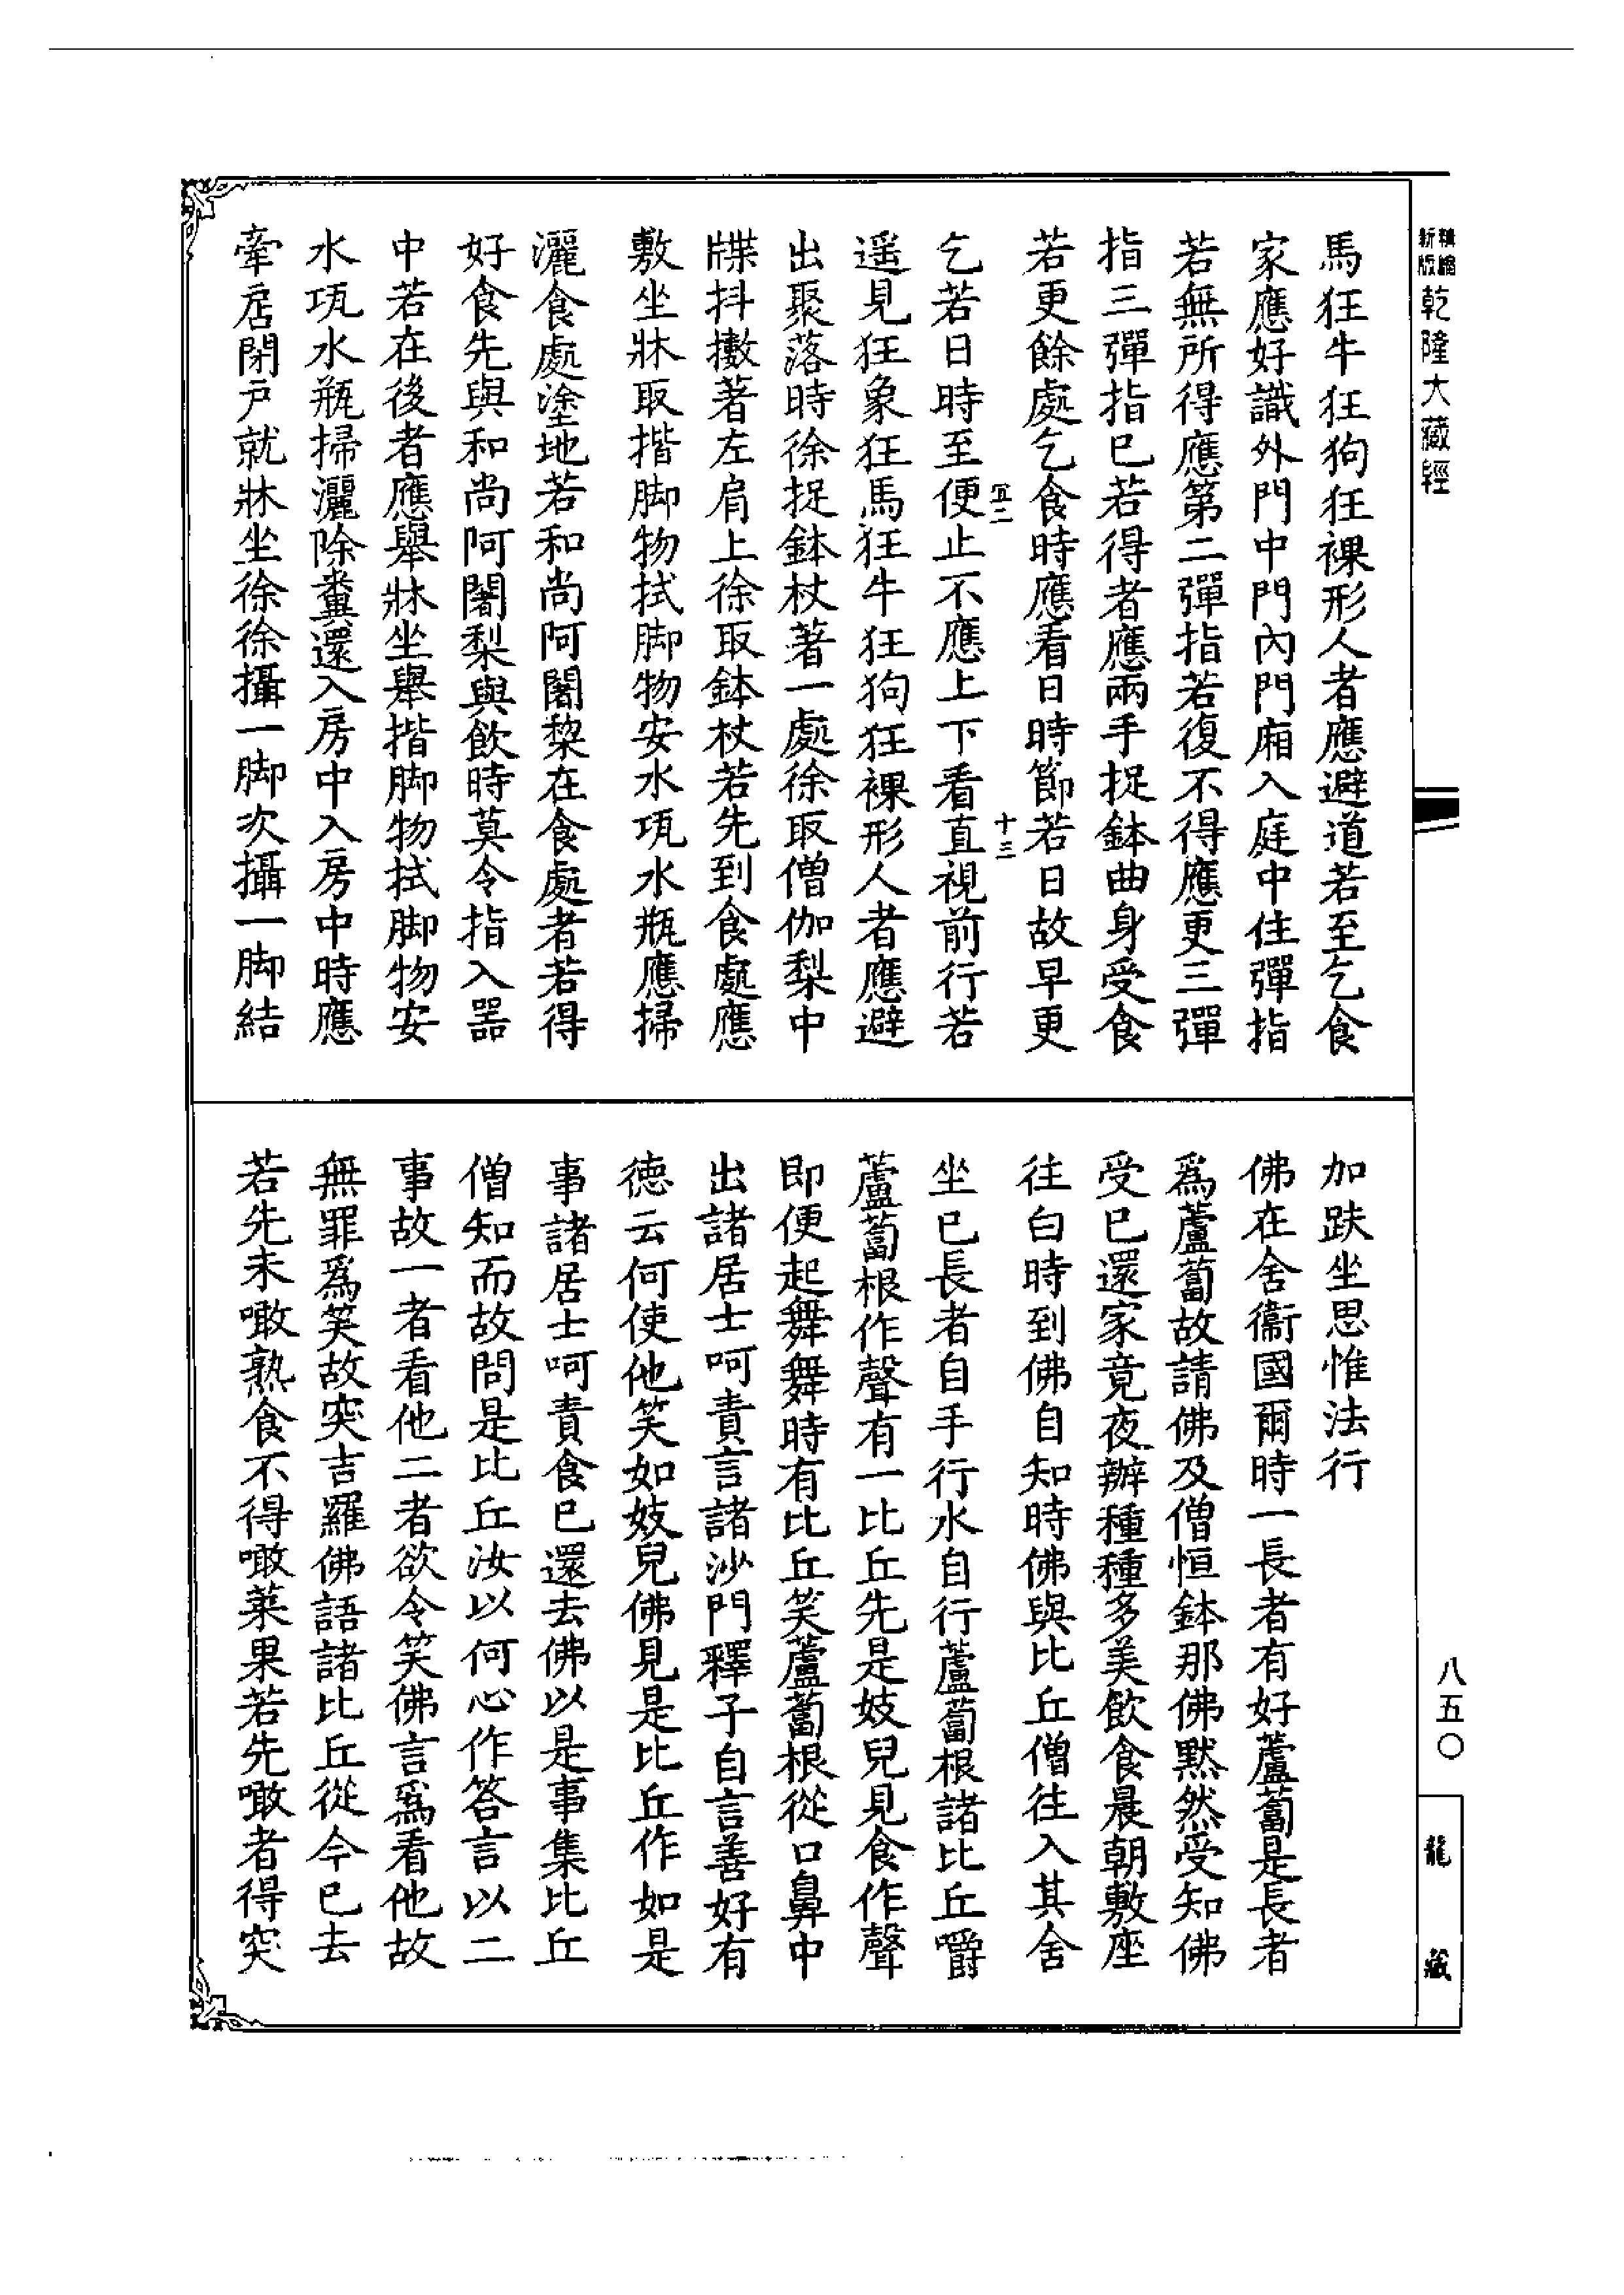 精縮新版乾隆大藏經
馬狂牛狂狗狂裸形人者應避道若至乞食
家應好識外門中門內門廂入庭中住彈指
若無所得應第二彈指若復不得應更三彈
指三彈指已若得者應兩手捉鉢曲身受食
若更餘處乞食時應看日時節若日故早更
乞若日時至便止不應上下看直視前行若
十三
遥見狂象狂馬狂牛狂狗狂裸形人者應避
出聚落時徐捉鉢杖著一處徐取僧伽梨中
牒抖擻著左肩上徐取鉢杖若先到食處應
敷坐牀取揩脚物拭脚物安水瓨水瓶應掃
灑食處塗地若和尚阿闍棃在食處者若得
好食先與和尚阿闍梨與飲時莫令指入器
中若在後者應舉牀坐舉揩脚物拭脚物安
水瓨水瓶掃灑除糞還入房中入房中時應
牽店閉戶就牀坐徐徐攝一脚次攝一脚結
加趺坐思惟法行
佛在舍衞國爾時一長者有好蘆蔔是長者
爲蘆蔔故請佛及僧恒鉢那佛默然受知佛
受已還家竟夜辦種種多美飲食晨朝敷座
往白時到佛自知時佛與比丘僧往入其舍
坐已長者自手行水自行蘆蔔根諸比丘嚼
蘆蔔根作聲有一比丘先是妓兒見食作聲
即便起舞舞時有比丘笑蘆蔔根從口鼻中
出諸居士呵責言諸沙門釋子自言善好有
德云何使他笑如妓兒佛見是比丘作如是
事諸居士呵責食已還去佛以是事集比丘
僧知而故問是比丘汝以何心作答言以二
事故一者看他二者欲令笑佛言爲看他故
無罪爲笑故突吉羅佛語諸比丘從今已去
若先未噉熟食不得噉菜果若先噉者得突
八五〇
龍藏